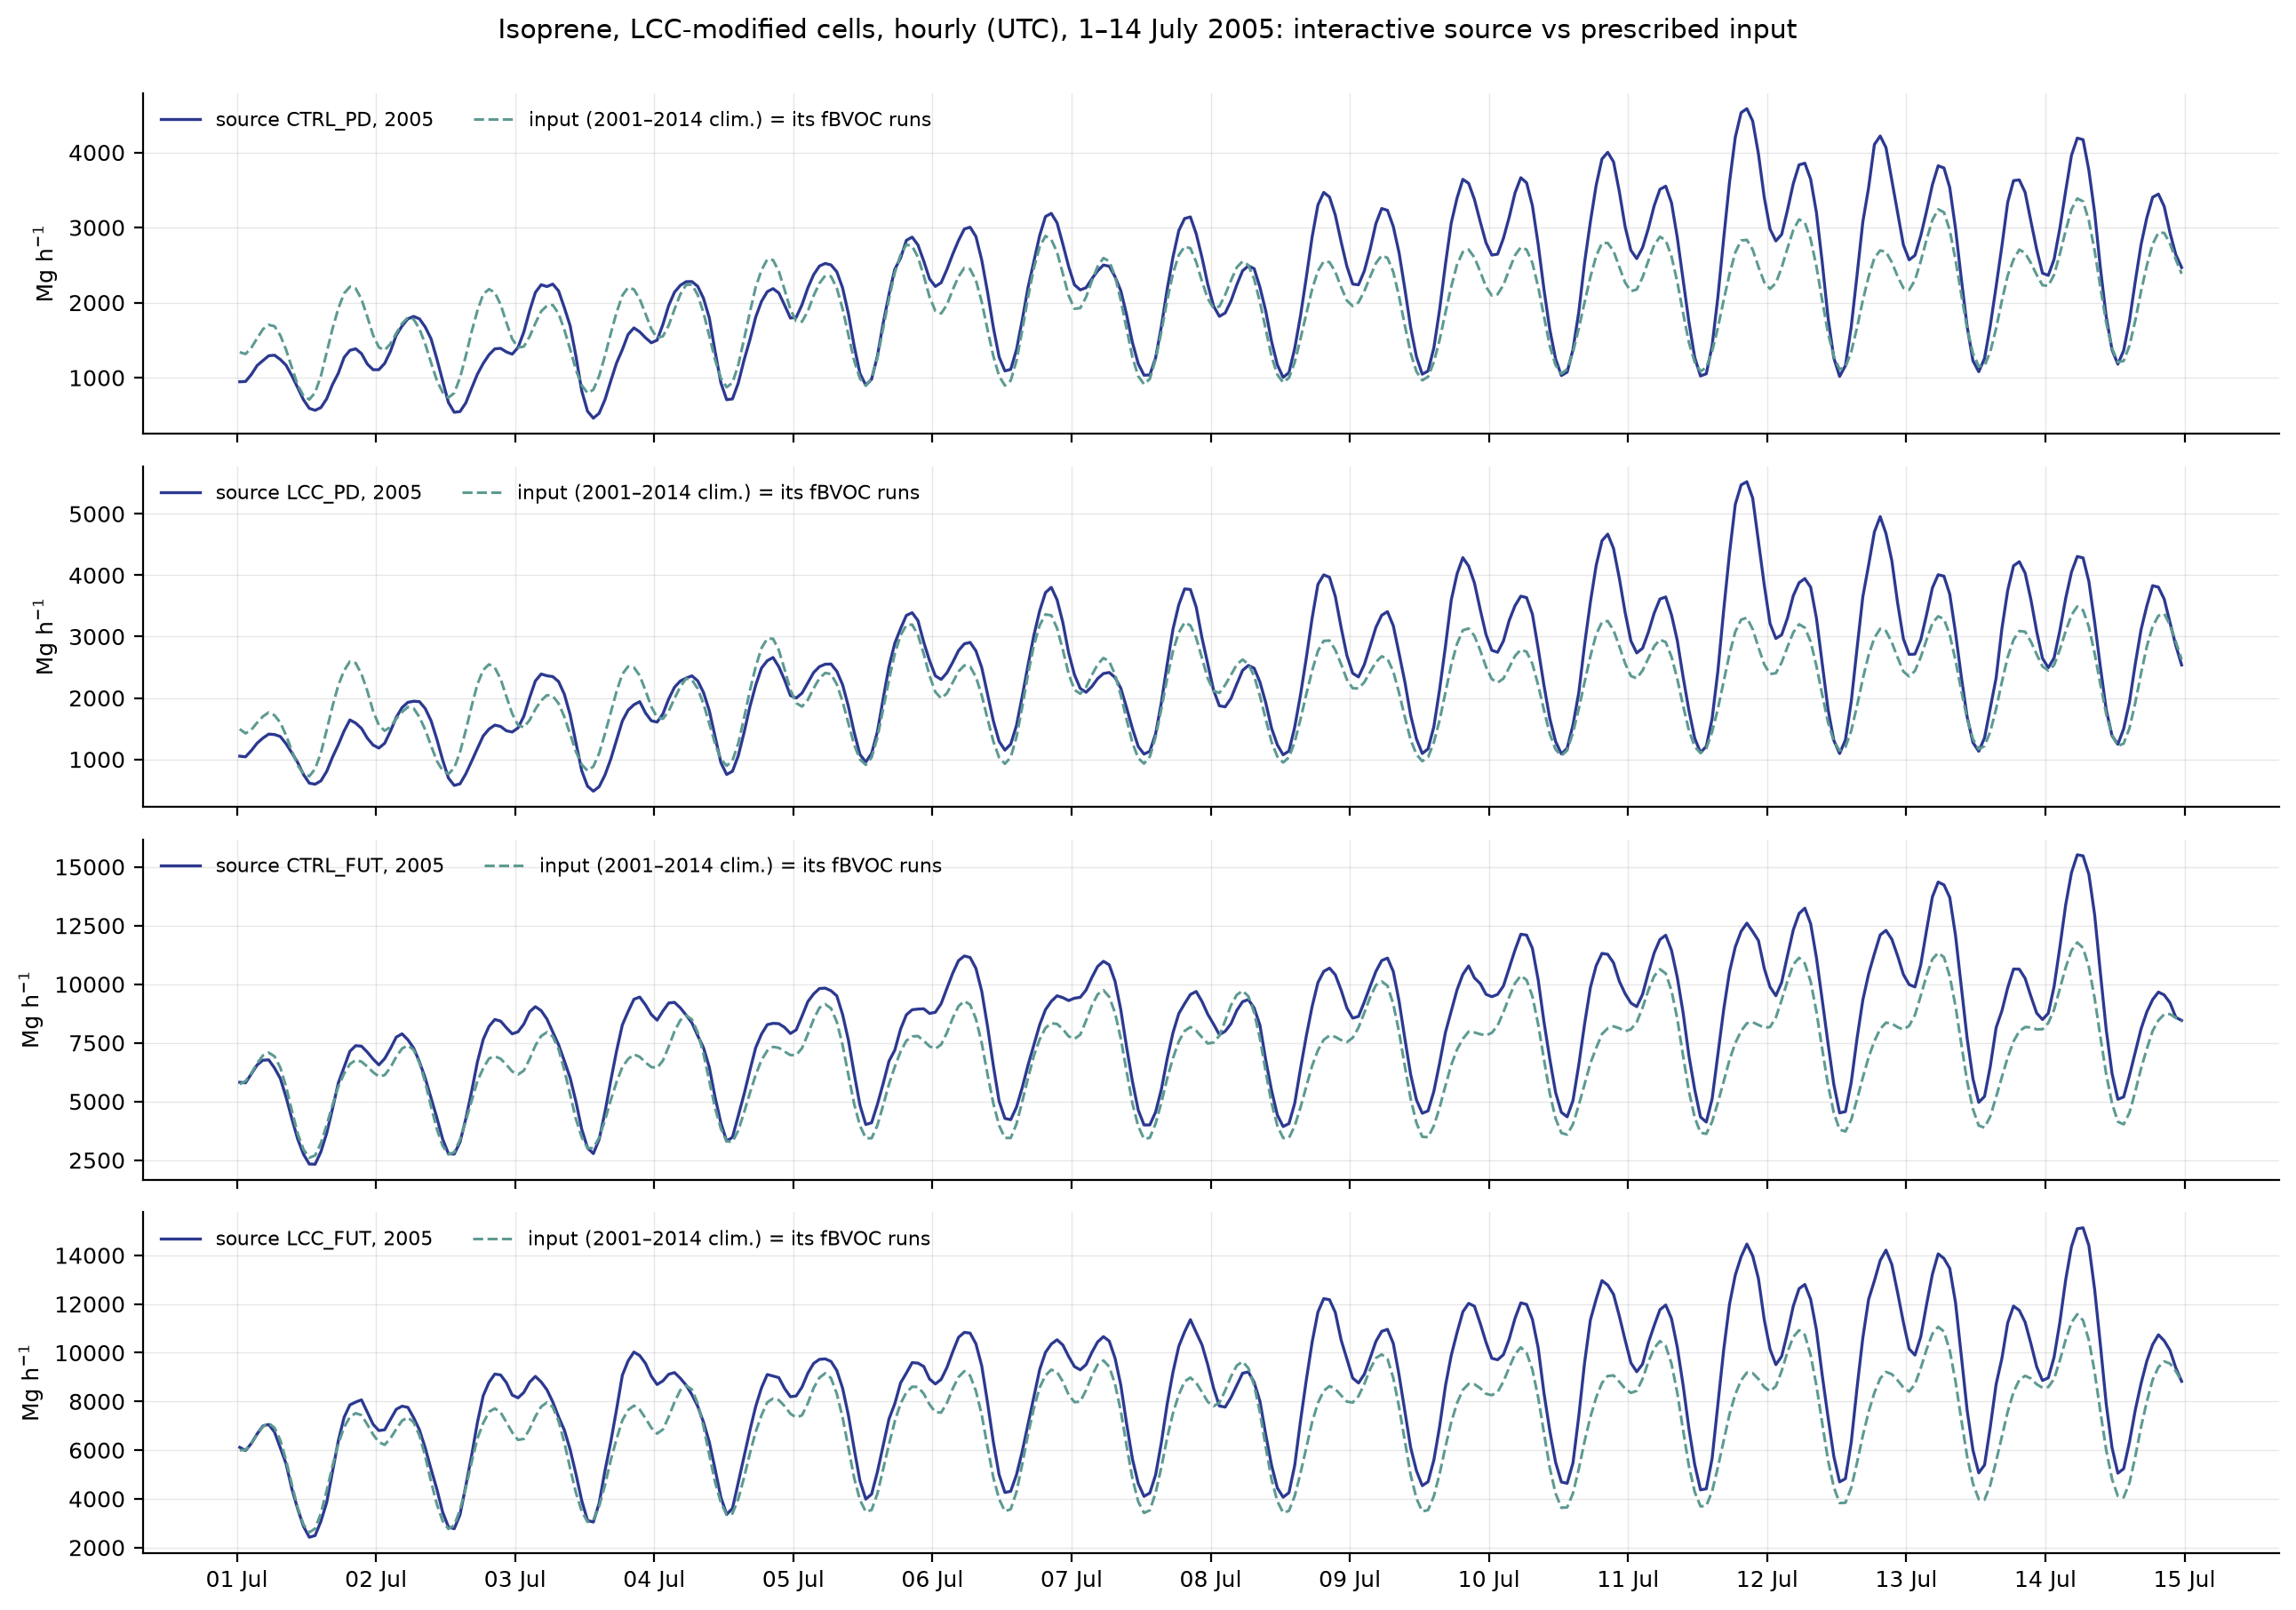 Isoprene, LCC-modified cells, hourly (UTC), 1–14 July 2005: interactive source vs prescribed input
source CTRL_PD, 2005
input (2001–2014 clim.) = its fBVOC runs
4000
3000
2000
1000
Mg h⁻¹
source LCC_PD, 2005
input (2001–2014 clim.) = its fBVOC runs
5000
4000
3000
2000
1000
Mg h⁻¹
source CTRL_FUT, 2005
input (2001–2014 clim.) = its fBVOC runs
15000
12500
10000
7500
5000
2500
Mg h⁻¹
source LCC_FUT, 2005
input (2001–2014 clim.) = its fBVOC runs
14000
12000
10000
8000
6000
4000
2000
Mg h⁻¹
01 Jul 02 Jul 03 Jul 04 Jul 05 Jul 06 Jul 07 Jul 08 Jul 09 Jul 10 Jul 11 Jul 12 Jul 13 Jul 14 Jul 15 Jul